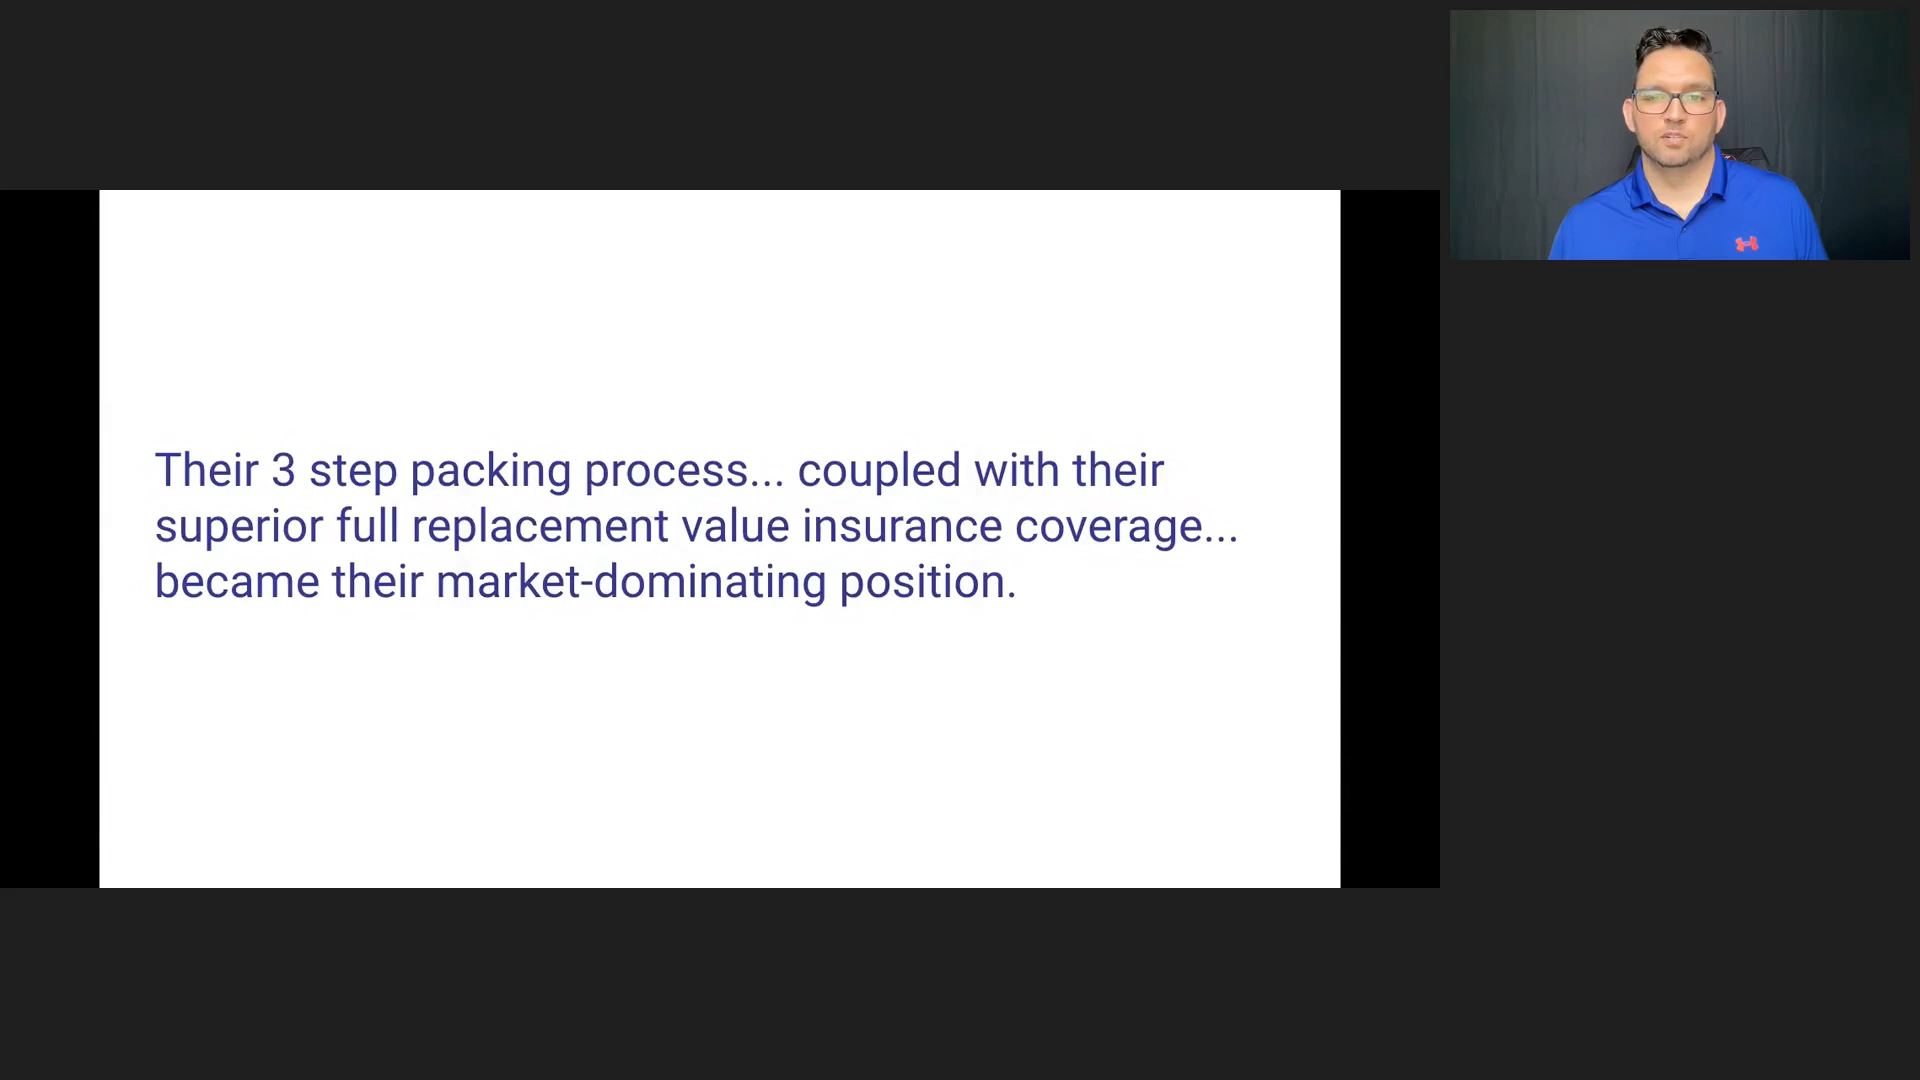 Their 3 step packing process... coupled with their
superior full replacement value insurance coverage...
became their market-dominating position.